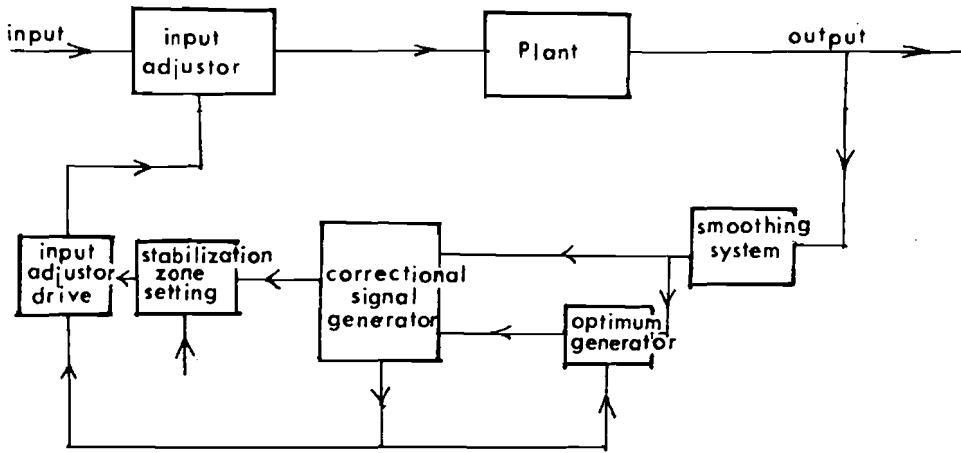 input
input
adjustor
Plant
output
smoothing
system
input
adjustor
drive
stabilization
zone
setting
correctional
signal
generator
optimum
generator